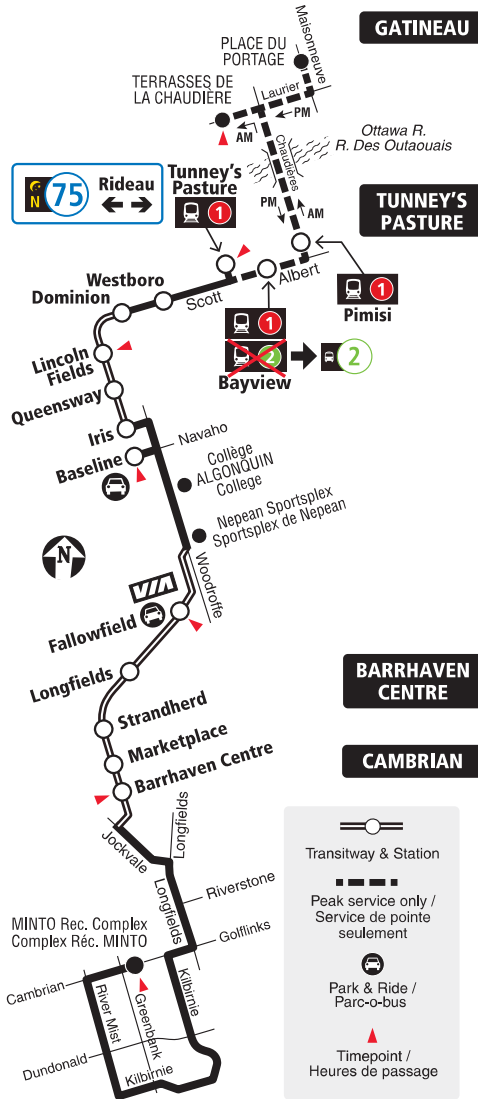 GATINEAU
Maisonneuve
PLACE DU
PORTAGE
TERRASSES DE
LA CHAUDIÈRE
Laurier
PM
AM
Chaudières
Ottawa R.
R. Des Outaouais
N
75
Rideau
Tunney's
Pasture
1
TUNNEY'S
PASTURE
PM
AM
Albert
Westboro
Dominion
Scott
1
Pimisi
1
2
2
Bayview
Lincoln
Fields
Queensway
Iris
Baseline
Navaho
Collège
ALGONQUIN
College
Nepean Sportsplex
Sportsplex de Nepean
N
VIA
Woodroffe
Fallowfield
Longfields
BARRHAVEN
CENTRE
Strandherd
Marketplace
CAMBRIAN
Barrhaven Centre
Jockvale
Longfields
Longfields
Riverstone
MINTO Rec. Complex
Complexe Réc. MINTO
Golflinks
Cambrian
River Mist
Greenbank
Kilbirnie
Dundonald
Kilbirnie
Transitway & Station
Peak service only /
Service de pointe
seulement
Park & Ride /
Parc-o-bus
Timepoint /
Heures de passage